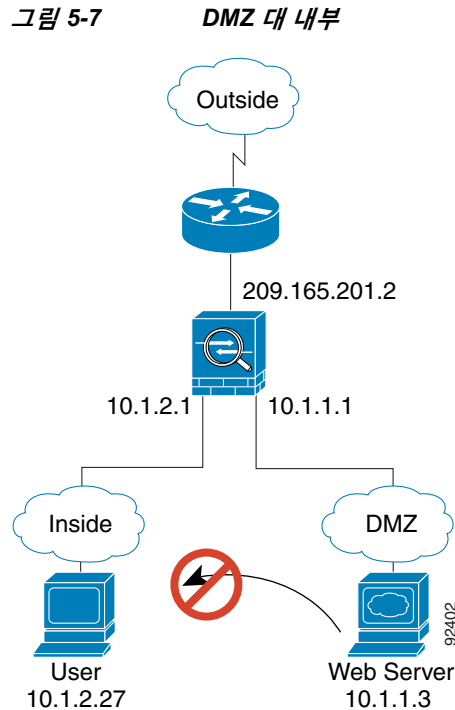 그림 5-7 DMZ 대 내부
Outside
209.165.201.2
10.1.2.1 10.1.1.1
Inside DMZ
92402
User Web Server
10.1.2.27 10.1.1.3